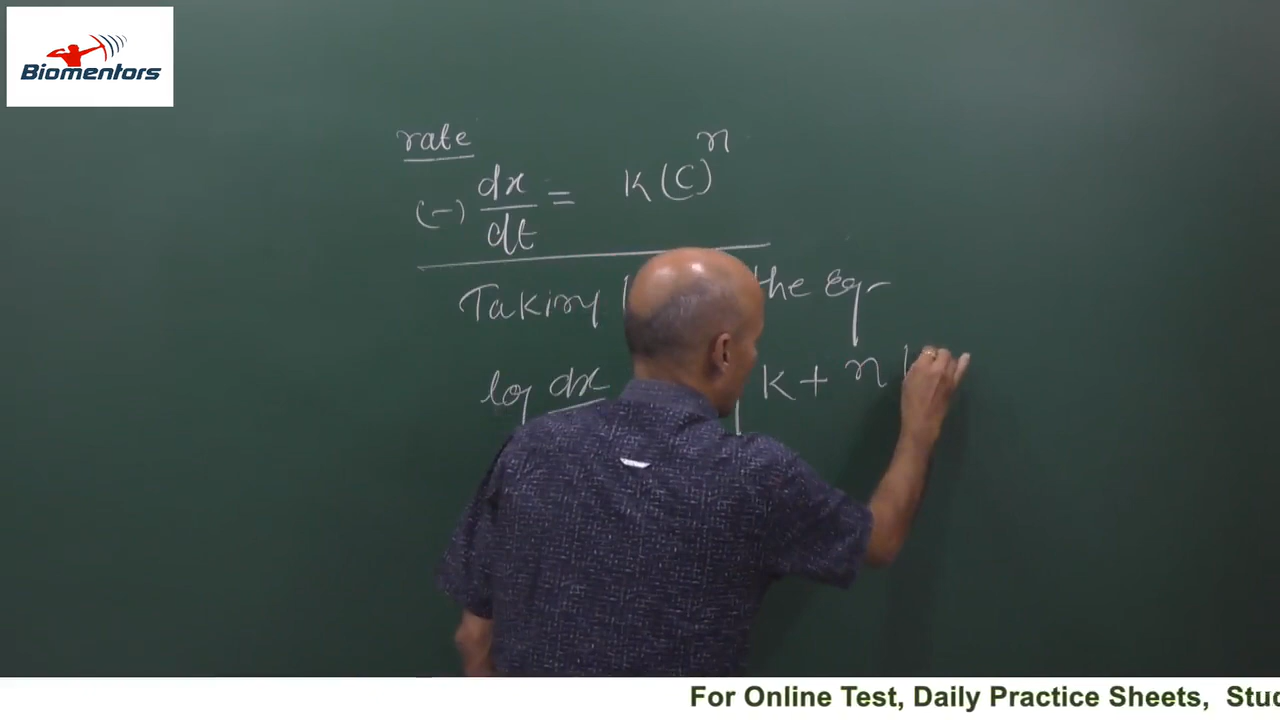 Biomentors
rate
(-) dx/dt = K(C)^n
Taking the Eq-
log dx K + n
For Online Test, Daily Practice Sheets, Stud